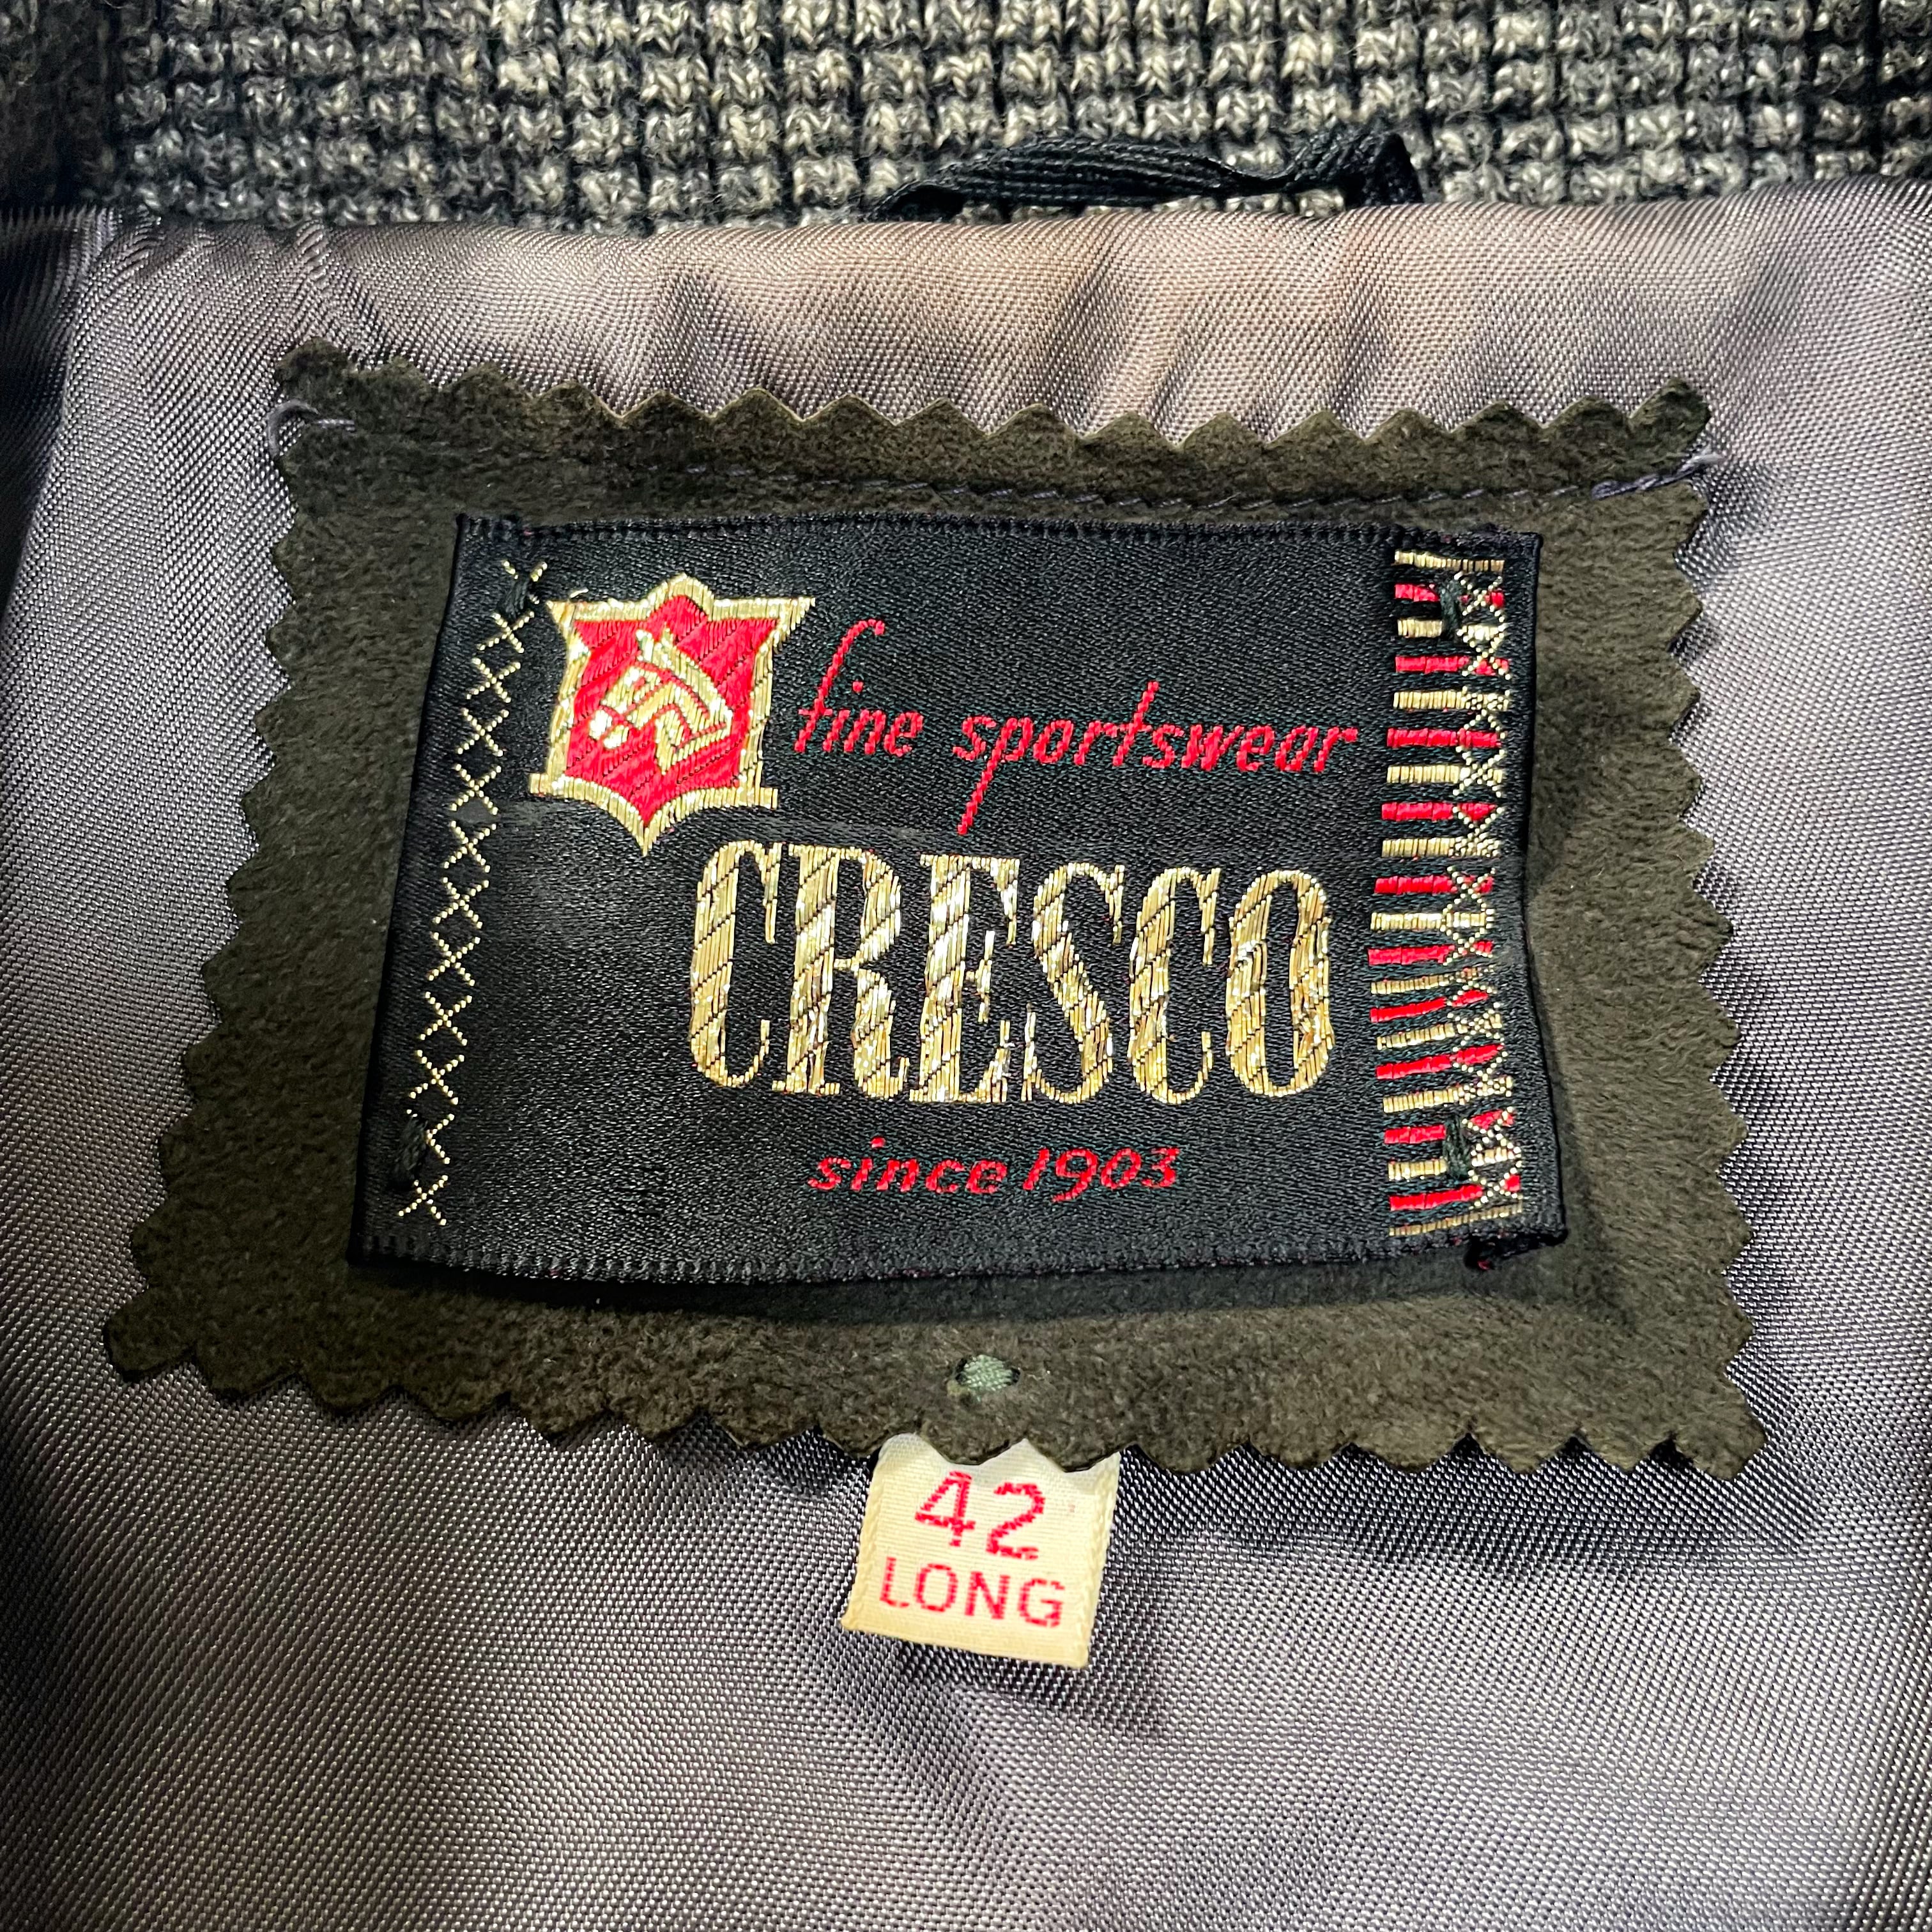 fine sportswear
CRESCO
since 1903
42
LONG